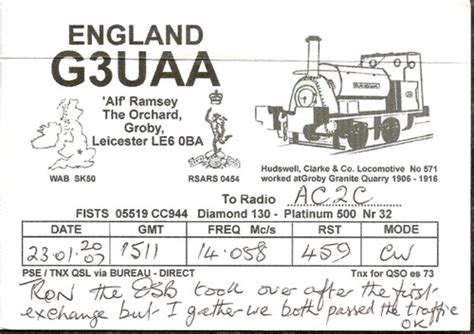 ENGLAND
G3UAA
'Alf' Ramsey
The Orchard,
Groby,
Leicester LE6 0BA
WAB SK50
RSARS 0454
Hudswell, Clarke & Co. Locomotive No 571
worked atGroby Granite Quarry 1906 - 1916
To Radio AC2C
FISTS 05519 CC944 Diamond 130 - Platinum 500 Nr 32
DATE GMT FREQ Mc/s RST MODE
23.01.2007 1511 14.058 459 CW
PSE / TNX QSL via BUREAU - DIRECT Tnx for QSO es 73
RON the QSB took over after the first
exchange but I gather we both passed the traffic
OK